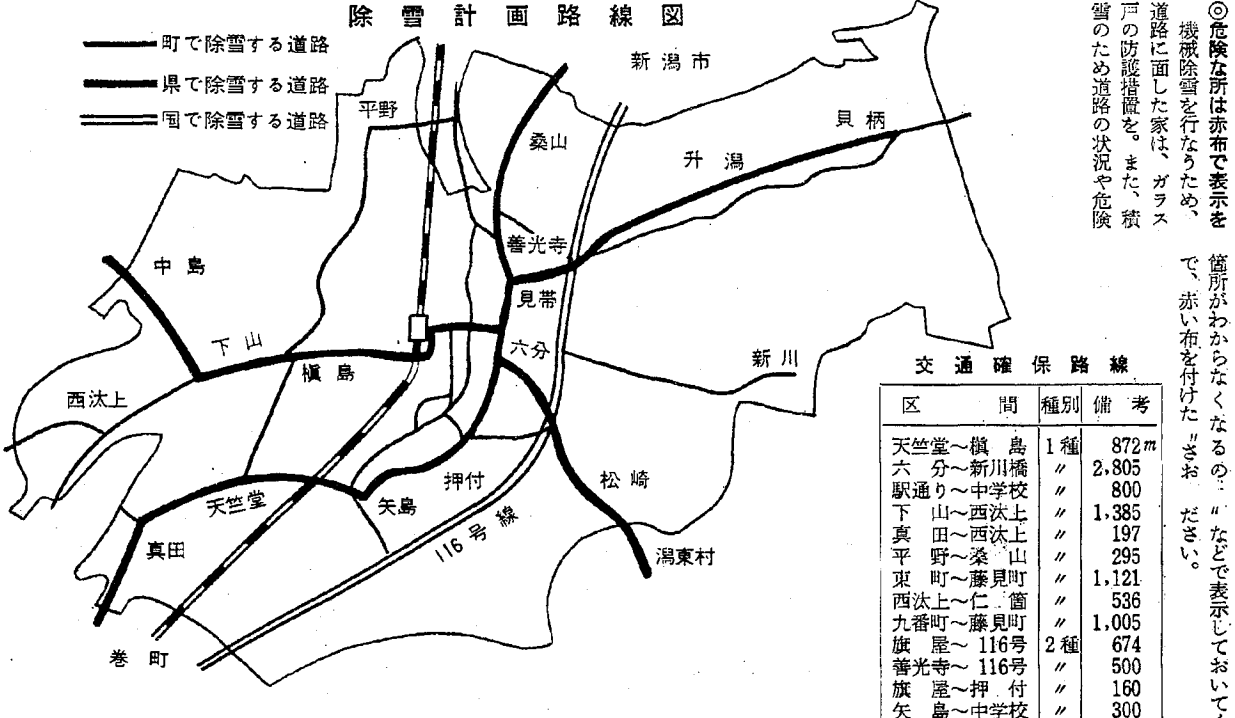 ◎危険な所は赤布で表示を
機械除雪を行なうため、
道路に面した家は、ガラス
戸の防護措置を。また、積
雪のため道路の状況や危険
箇所がわからなくなるの
で、赤い布を付けた〝さお
〟などで表示しておいてく
ださい。
除雪計画路線図
町で除雪する道路
県で除雪する道路
国で除雪する道路
新潟市
平野
桑山
貝柄
升潟
善光寺
中島
見帯
下山
六分
槇島
新川
西汰上
押付
松崎
天竺堂
矢島
116号線
真田
潟東村
巻町
交通確保路線
区間 種別 備考
天竺堂～槇島 1種 872m
六分～新川橋 〃 2,805
駅通り～中学校 〃 800
下山～西汰上 〃 1,385
真田～西汰上 〃 197
平野～桑山 〃 295
東町～藤見町 〃 1,121
西汰上～仁箇 〃 536
九番町～藤見町 〃 1,005
旗屋～116号 2種 674
善光寺～116号 〃 500
旗屋～押付 〃 160
矢島～中学校 〃 300